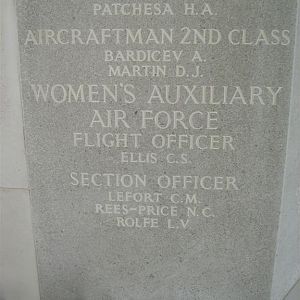 PATCHESA H.A.
AIRCRAFTMAN 2ND CLASS
BARDICEV A.
MARTIN D.J.
WOMEN'S AUXILIARY
AIR FORCE
FLIGHT OFFICER
ELLIS C.S.
SECTION OFFICER
LEFORT C.M.
REES-PRICE N.C.
ROLFE L.V.